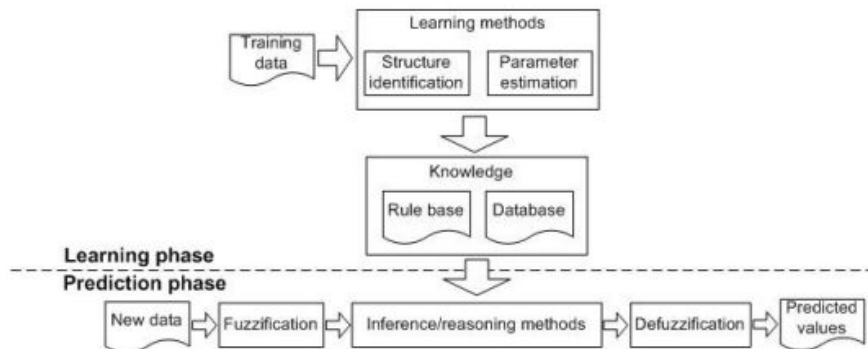 Learning methods
Training
data
Structure
identification
Parameter
estimation
Knowledge
Rule base
Database
Learning phase
Prediction phase
New data
Fuzzification
Inference/reasoning methods
Defuzzification
Predicted
values